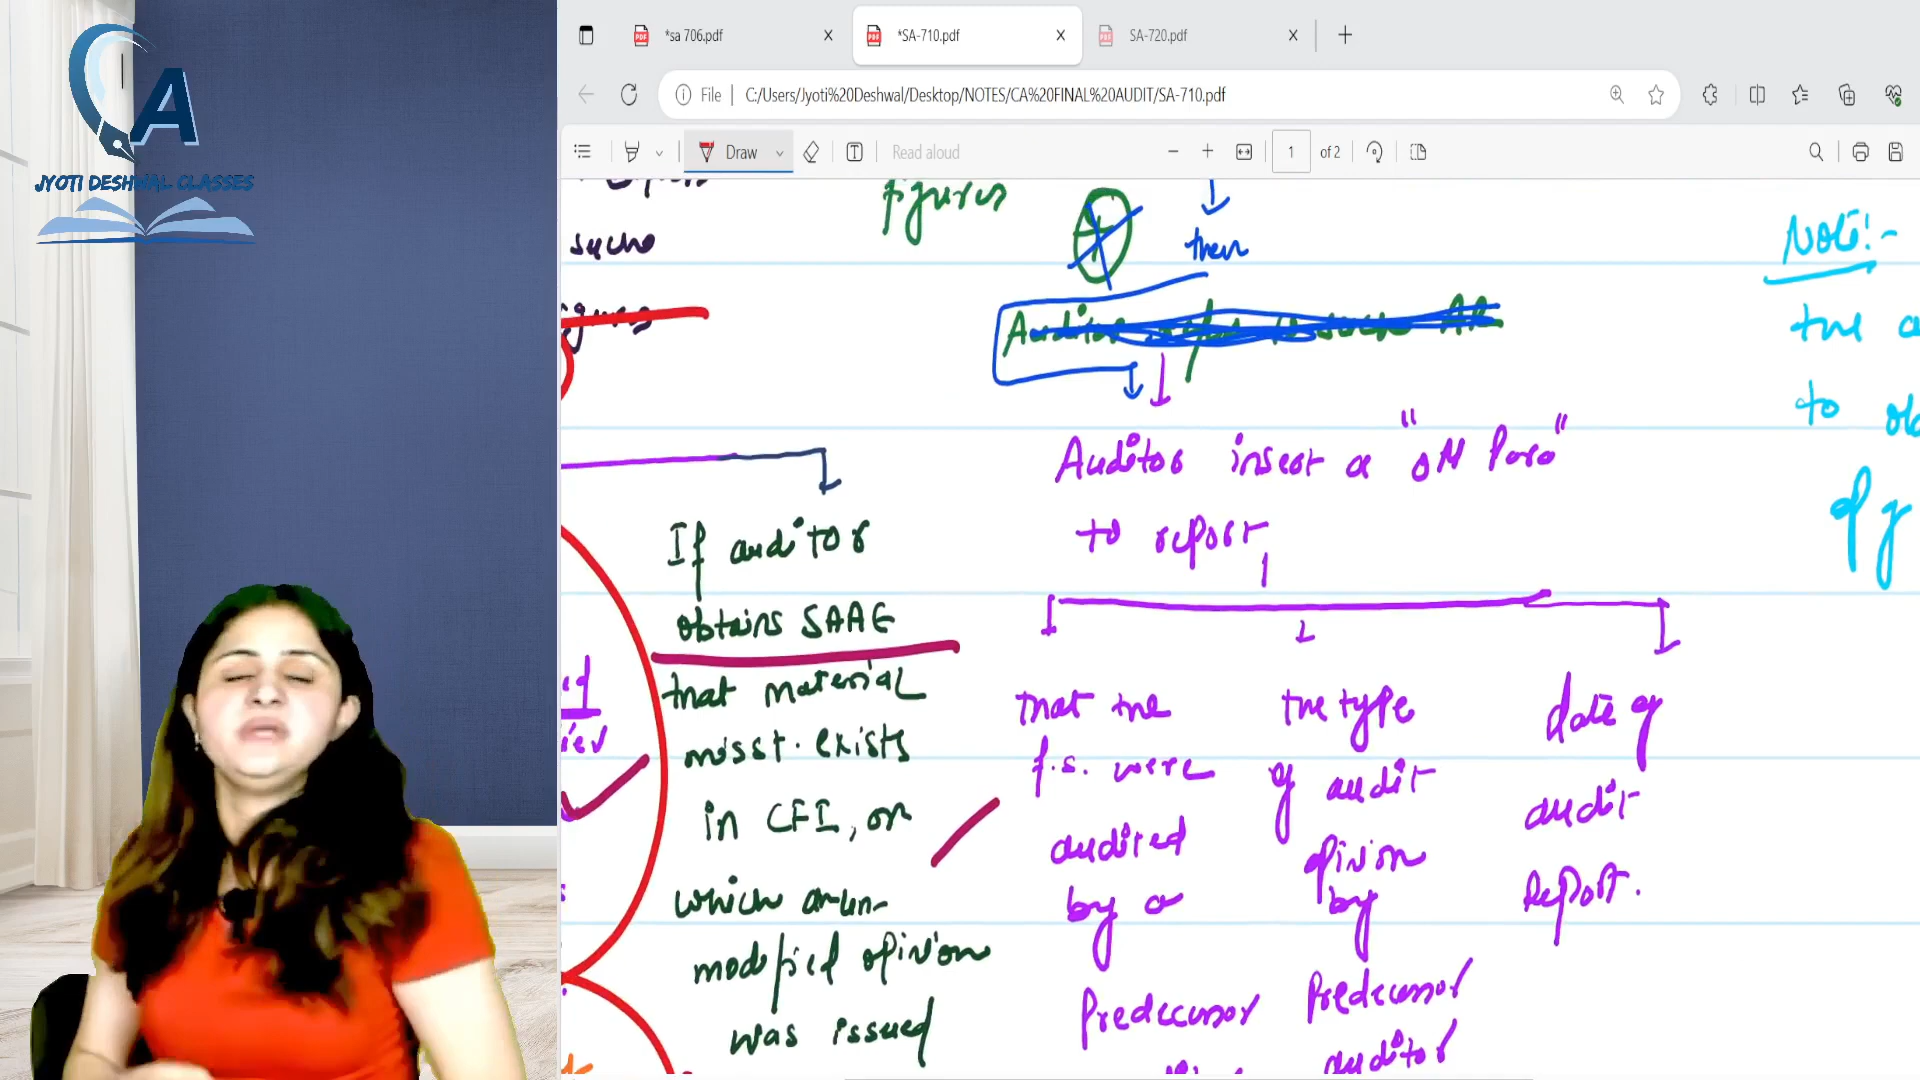 A
JYOTI DESHWAL CLASSES
*sa 706.pdf
*SA-710.pdf
SA-720.pdf
File
C:/Users/Jyoti%20Deshwal/Desktop/NOTES/CA%20FINAL%20AUDIT/SA-710.pdf
Draw
Read aloud
1 of 2
such
figures
then
Auditor
Auditor insert a "OM Para"
to report
If auditor
obtains SAAE
that material
misst. exists
in CFI, on
which an un-
modified opinion
was issued
that the
f.s. were
audited
by a
Predecessor
the type
of audit
opinion
by
Predecessor
auditor
date of
audit
Report.
Note:-
the a
to ob